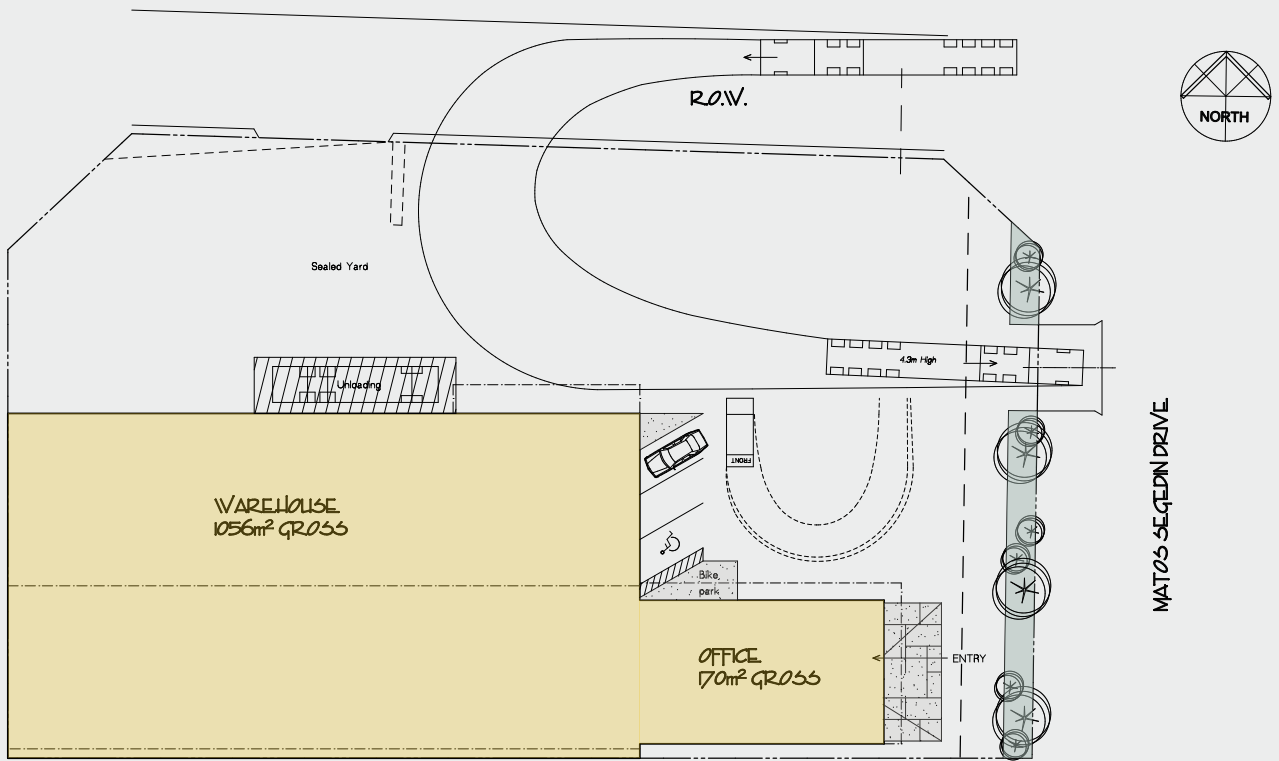 R.O.W.
NORTH
Sealed Yard
4.3m High
Unloading
FRONT
WAREHOUSE
1056m² GROSS
Bike
park
OFFICE
170m² GROSS
ENTRY
MATOS SEGEDIN DRIVE